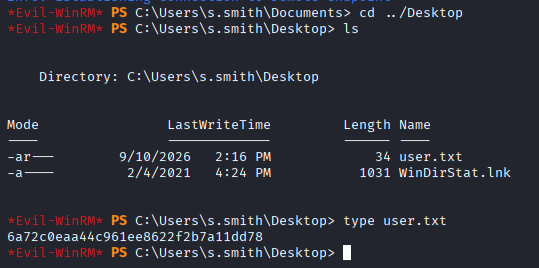 *Evil-WinRM* PS C:\Users\s.smith\Documents> cd ../Desktop
*Evil-WinRM* PS C:\Users\s.smith\Desktop> ls
Directory: C:\Users\s.smith\Desktop
Mode LastWriteTime Length Name
---- ------------- ------ ----
-ar--- 9/10/2026 2:16 PM 34 user.txt
-a---- 2/4/2021 4:24 PM 1031 WinDirStat.lnk
*Evil-WinRM* PS C:\Users\s.smith\Desktop> type user.txt
6a72c0eaa44c961ee8622f2b7a11dd78
*Evil-WinRM* PS C:\Users\s.smith\Desktop>